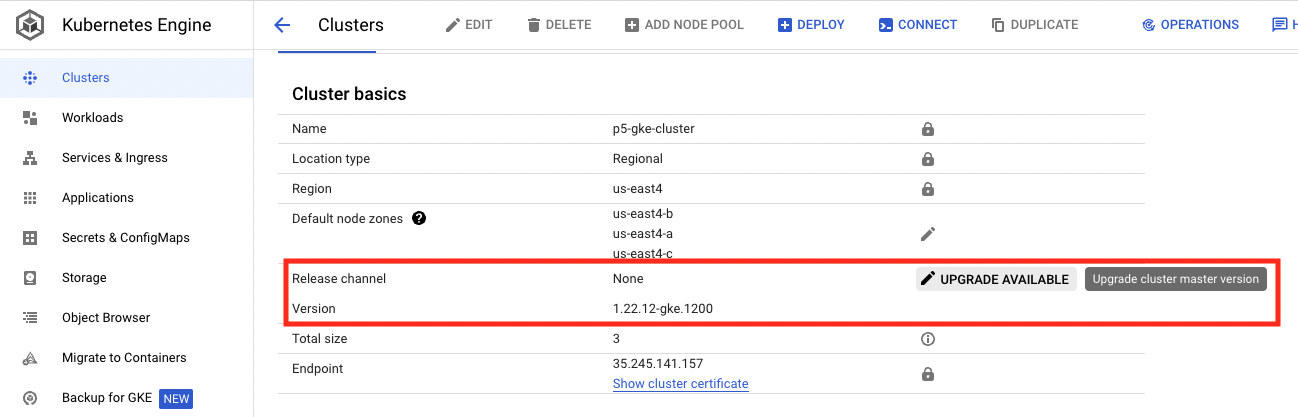 Kubernetes Engine
Clusters EDIT DELETE ADD NODE POOL DEPLOY CONNECT DUPLICATE OPERATIONS H
Clusters
Workloads
Services & Ingress
Applications
Secrets & ConfigMaps
Storage
Object Browser
Migrate to Containers
Backup for GKE NEW
Cluster basics
Name p5-gke-cluster
Location type Regional
Region us-east4
Default node zones ? us-east4-b
us-east4-a
us-east4-c
Release channel None UPGRADE AVAILABLE Upgrade cluster master version
Version 1.22.12-gke.1200
Total size 3
Endpoint 35.245.141.157
Show cluster certificate